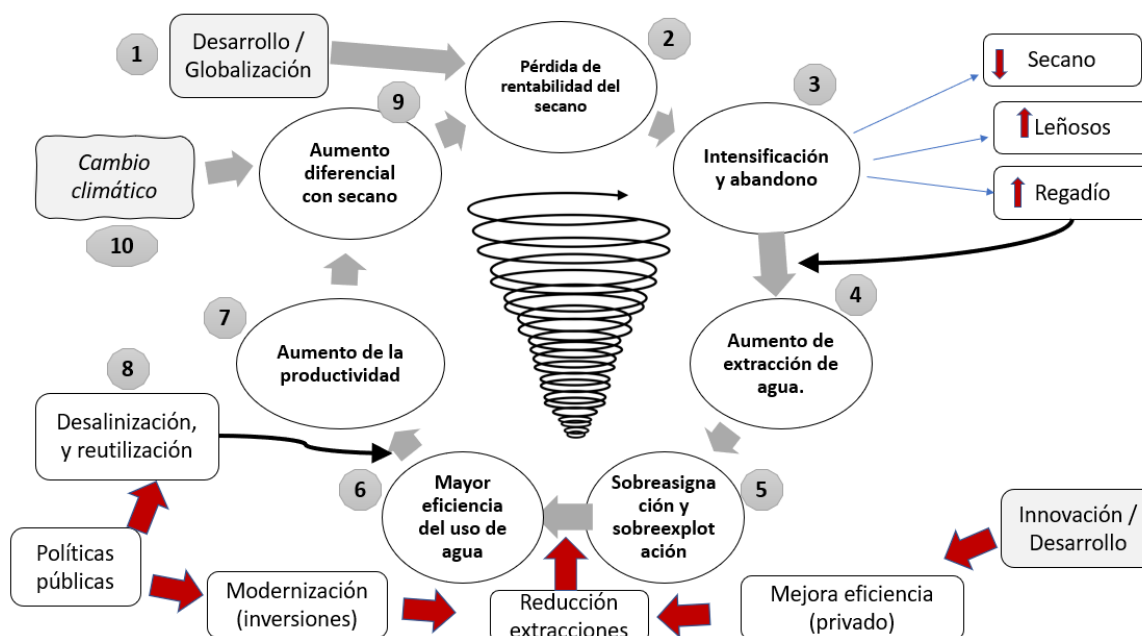 1
Desarrollo /
Globalización
2
Pérdida de
rentabilidad del
secano
3
Intensificación
y abandono
Secano
Leñosos
Regadío
4
Aumento de
extracción de
agua.
5
Sobreasigna
ción y
sobreexplot
ación
6
Mayor
eficiencia
del uso de
agua
7
Aumento de la
productividad
8
Desalinización,
y reutilización
9
Aumento
diferencial
con secano
Cambio
climático
10
Políticas
públicas
Modernización
(inversiones)
Reducción
extracciones
Mejora eficiencia
(privado)
Innovación /
Desarrollo